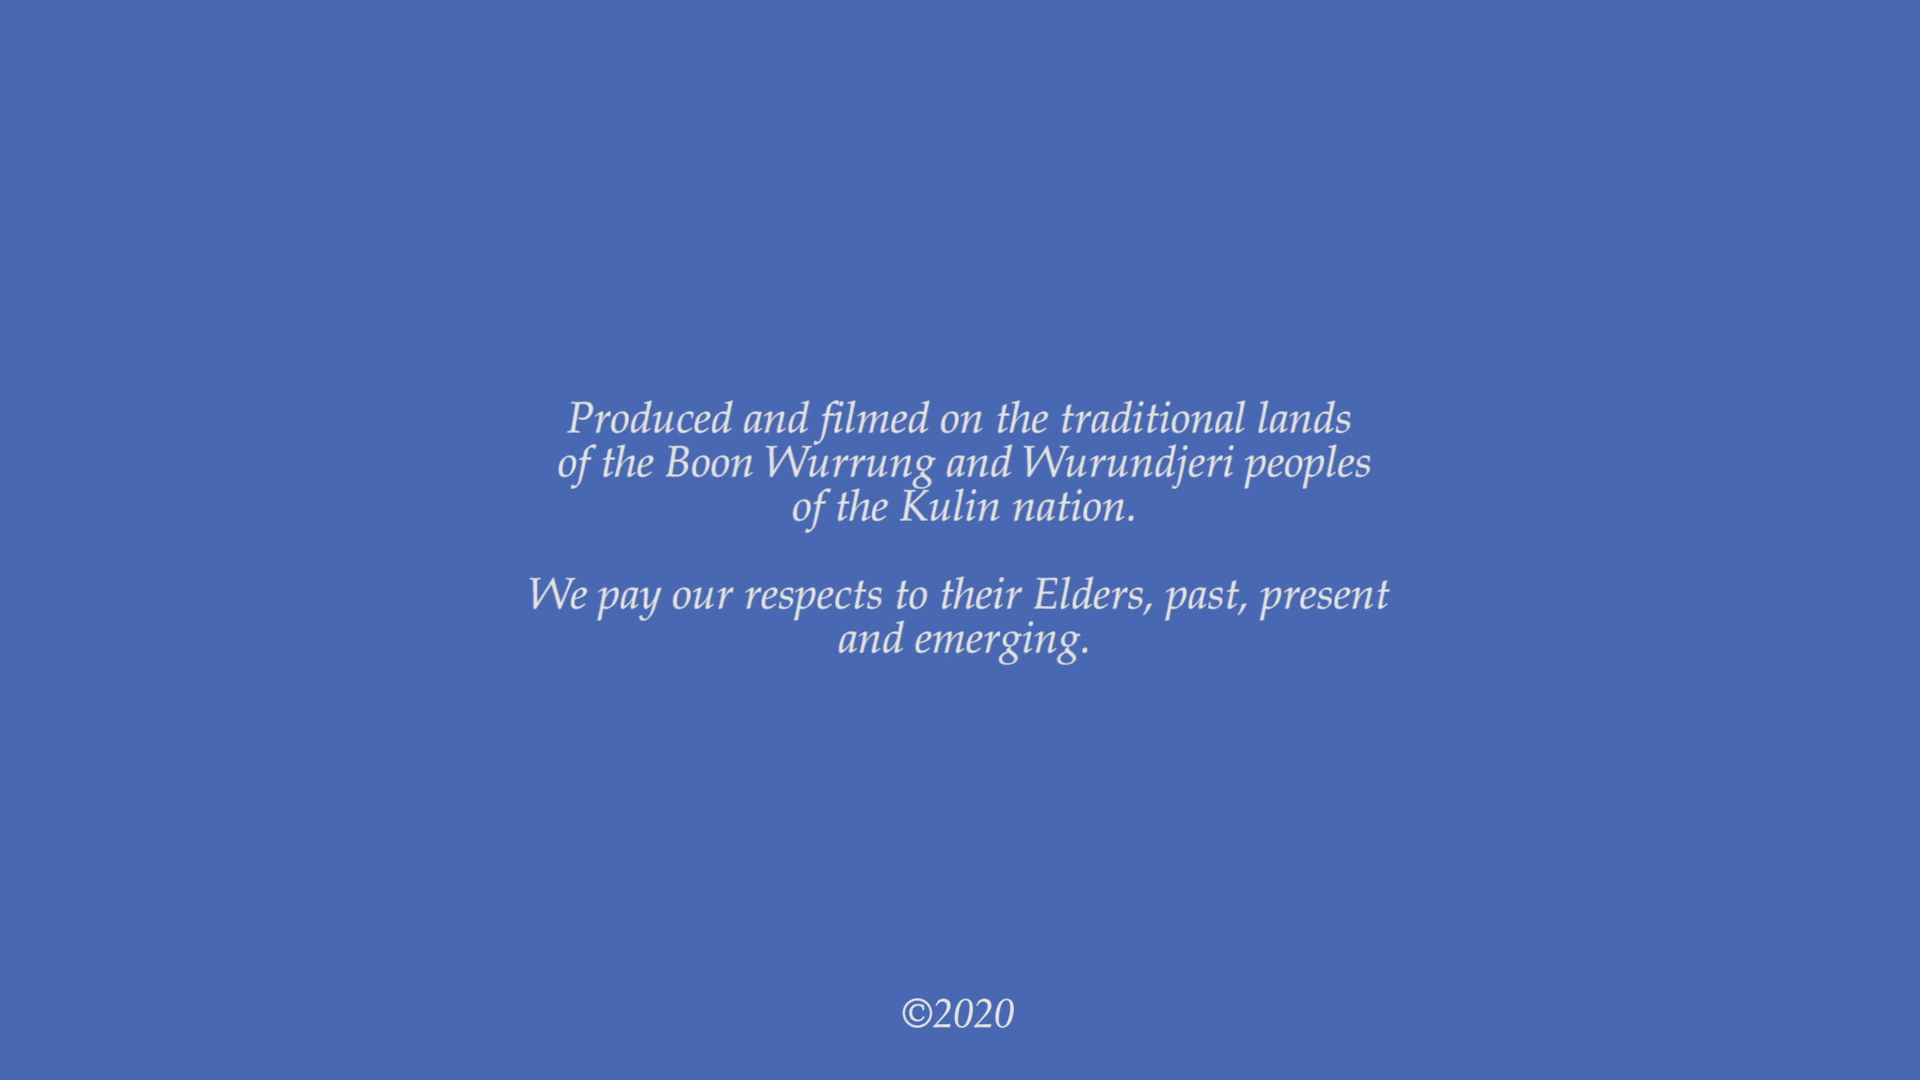 Produced and filmed on the traditional lands
of the Boon Wurrung and Wurundjeri peoples
of the Kulin nation.
We pay our respects to their Elders, past, present
and emerging.
©2020